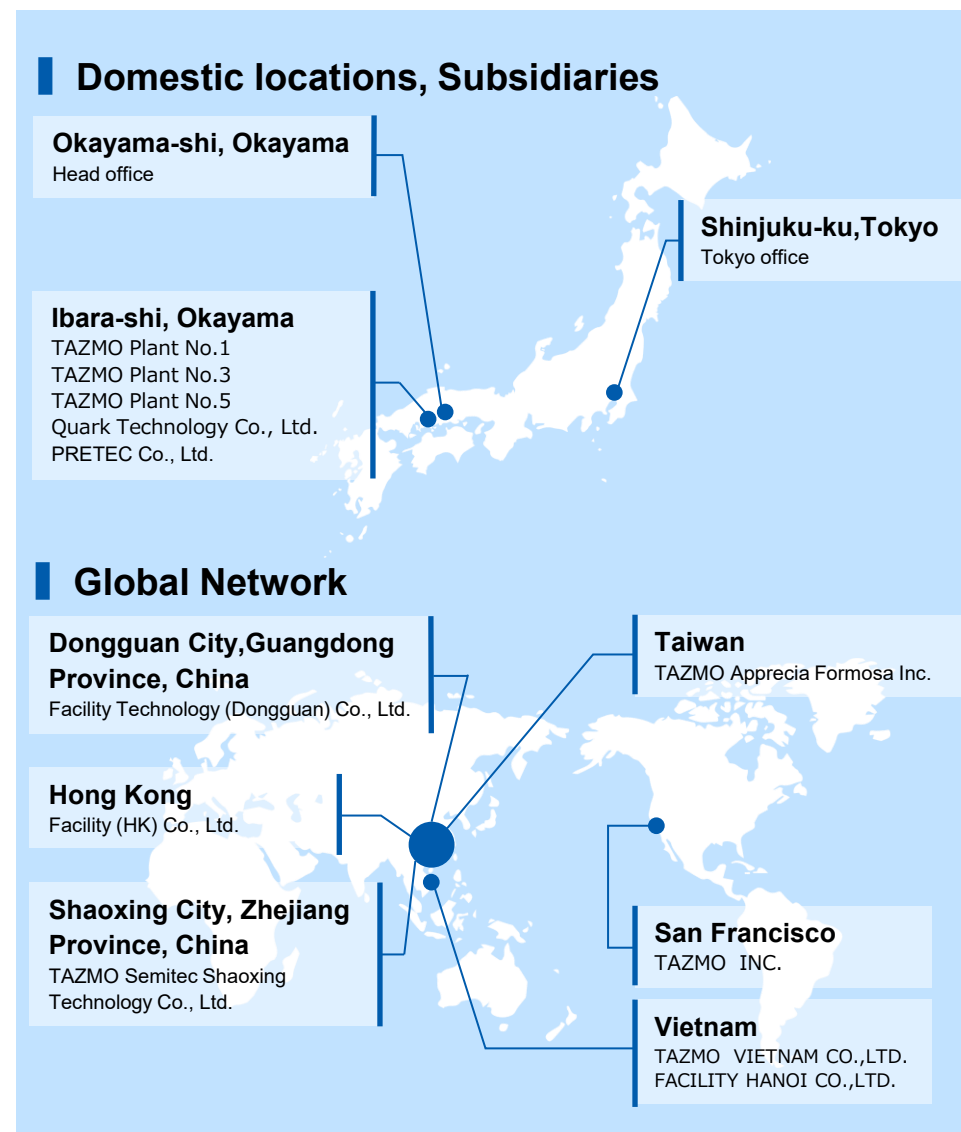 Domestic locations, Subsidiaries
Okayama-shi, Okayama
Head office
Shinjuku-ku,Tokyo
Tokyo office
Ibara-shi, Okayama
TAZMO Plant No.1
TAZMO Plant No.3
TAZMO Plant No.5
Quark Technology Co., Ltd.
PRETEC Co., Ltd.
Global Network
Dongguan City,Guangdong
Province, China
Facility Technology (Dongguan) Co., Ltd.
Taiwan
TAZMO Apprecia Formosa Inc.
Hong Kong
Facility (HK) Co., Ltd.
Shaoxing City, Zhejiang
Province, China
TAZMO Semitec Shaoxing
Technology Co., Ltd.
San Francisco
TAZMO INC.
Vietnam
TAZMO VIETNAM CO.,LTD.
FACILITY HANOI CO.,LTD.